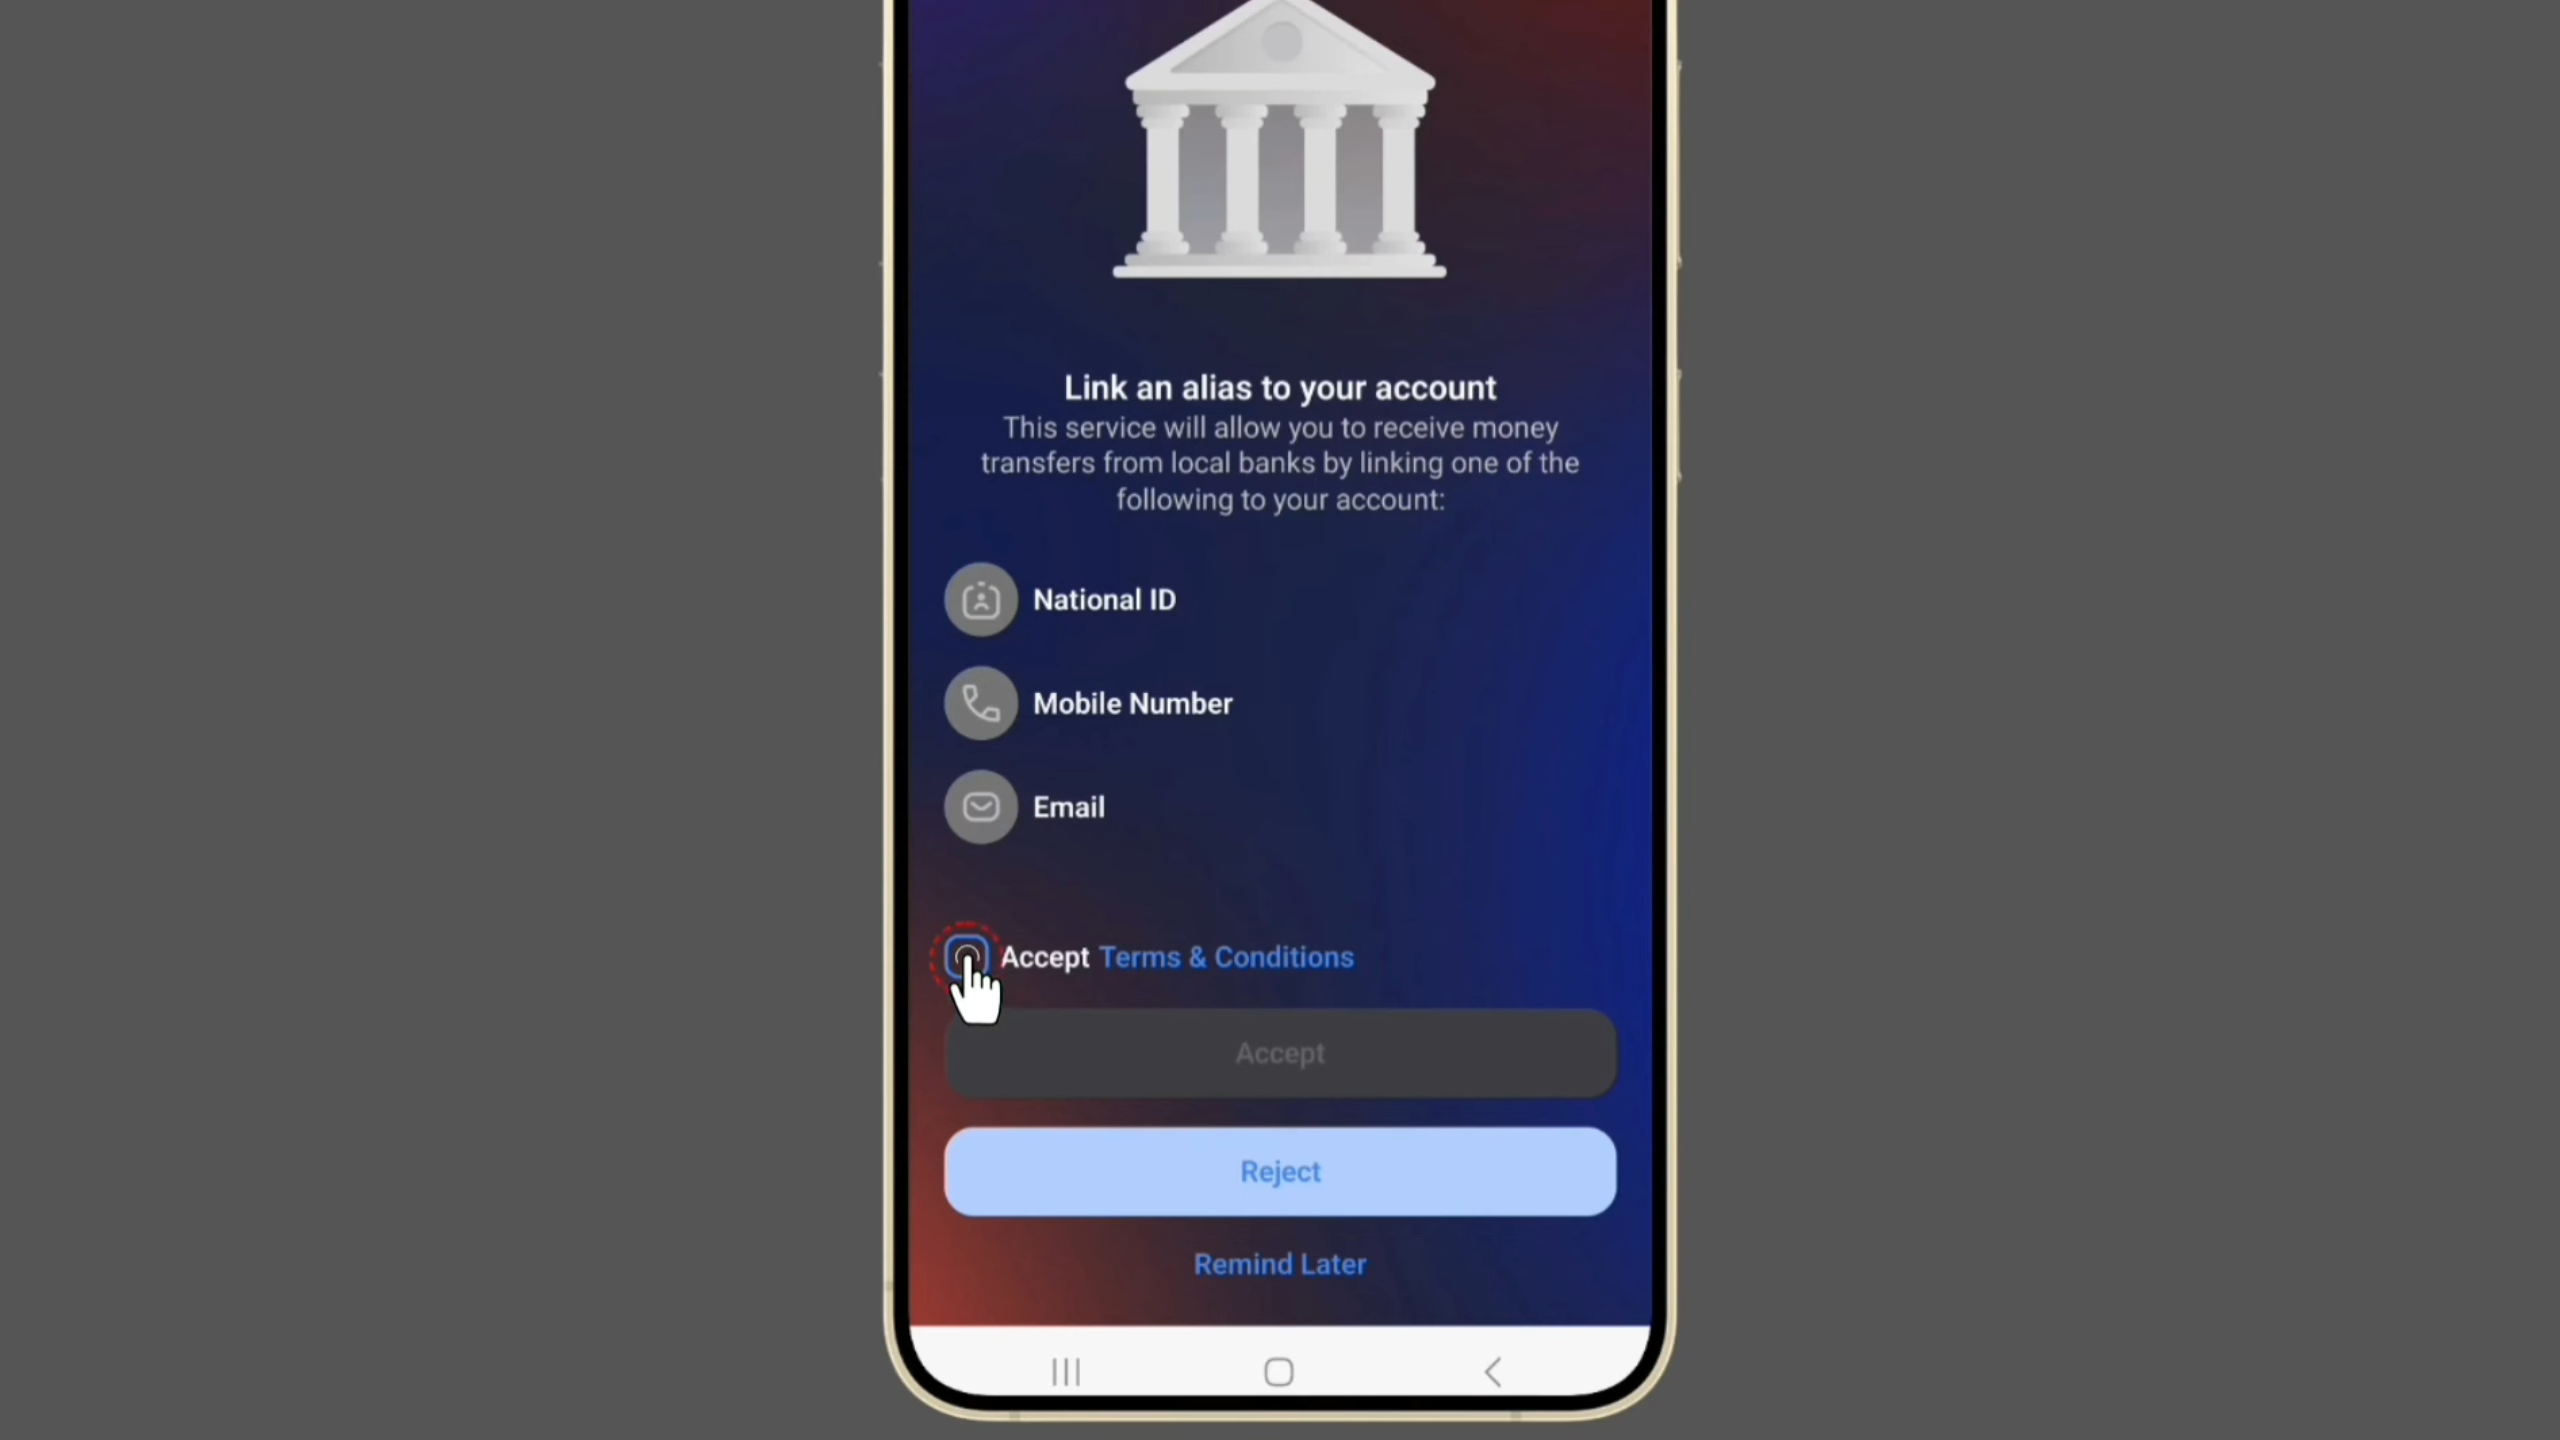 Link an alias to your account
This service will allow you to receive money
transfers from local banks by linking one of the
following to your account:
National ID
Mobile Number
Email
Accept Terms & Conditions
Accept
Reject
Remind Later